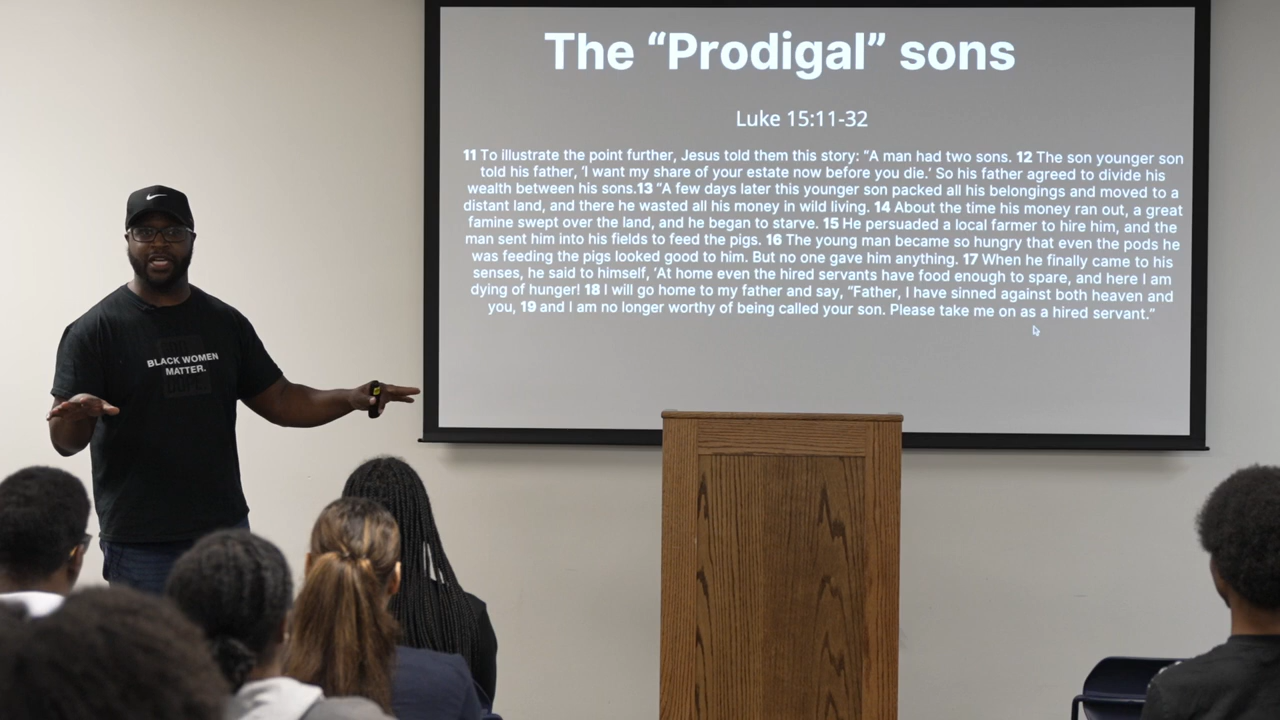 The “Prodigal” sons
Luke 15:11-32
11 To illustrate the point further, Jesus told them this story: “A man had two sons. 12 The son younger son
told his father, ‘I want my share of your estate now before you die.’ So his father agreed to divide his
wealth between his sons.13 “A few days later this younger son packed all his belongings and moved to a
distant land, and there he wasted all his money in wild living. 14 About the time his money ran out, a great
famine swept over the land, and he began to starve. 15 He persuaded a local farmer to hire him, and the
man sent him into his fields to feed the pigs. 16 The young man became so hungry that even the pods he
was feeding the pigs looked good to him. But no one gave him anything. 17 When he finally came to his
senses, he said to himself, ‘At home even the hired servants have food enough to spare, and here I am
dying of hunger! 18 I will go home to my father and say, “Father, I have sinned against both heaven and
you, 19 and I am no longer worthy of being called your son. Please take me on as a hired servant.”
BLACK WOMEN
MATTER.